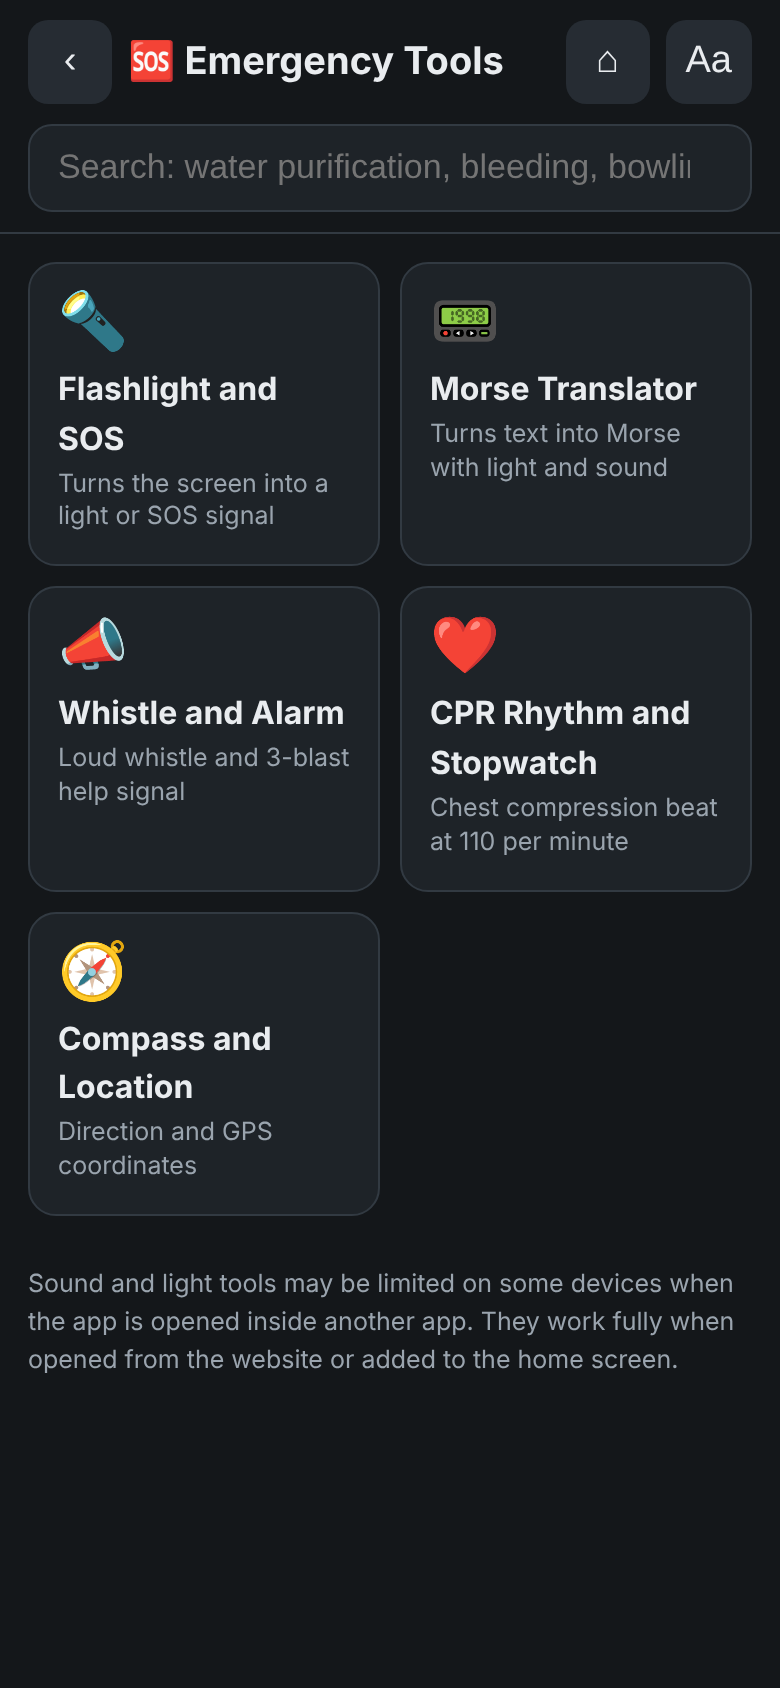 ‹ 🆘 Emergency Tools ⌂ Aa
Search: water purification, bleeding, bowli
Flashlight and
SOS
Turns the screen into a
light or SOS signal
Morse Translator
Turns text into Morse
with light and sound
Whistle and Alarm
Loud whistle and 3-blast
help signal
CPR Rhythm and
Stopwatch
Chest compression beat
at 110 per minute
Compass and
Location
Direction and GPS
coordinates
Sound and light tools may be limited on some devices when
the app is opened inside another app. They work fully when
opened from the website or added to the home screen.